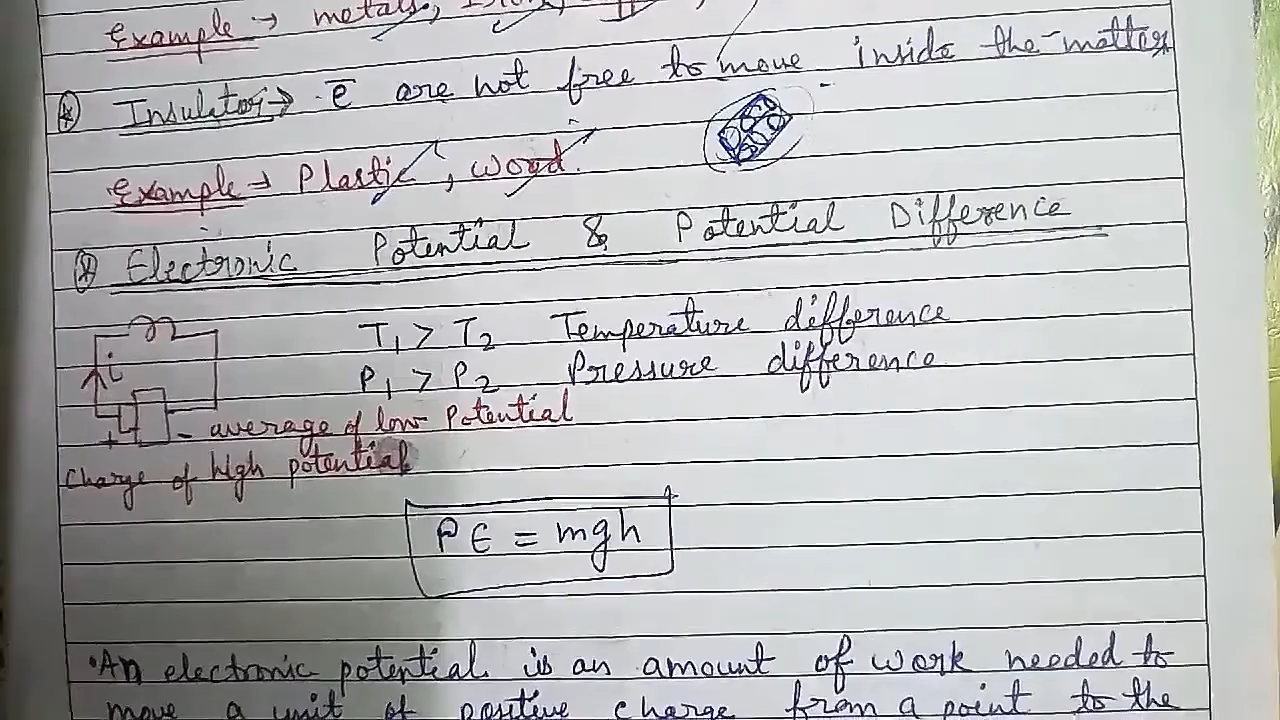 Example → metals,
⊛ Insulator → e̅ are not free to move inside the matter
Example → Plastic, wood.
⊛ Electronic Potential & Potential Difference
T₁ > T₂ Temperature difference
P₁ > P₂ Pressure difference
i
+ - average of low Potential
charge of high potential
PE = mgh
•An electronic potential is an amount of work needed to
move a unit of positive charge from a point to the